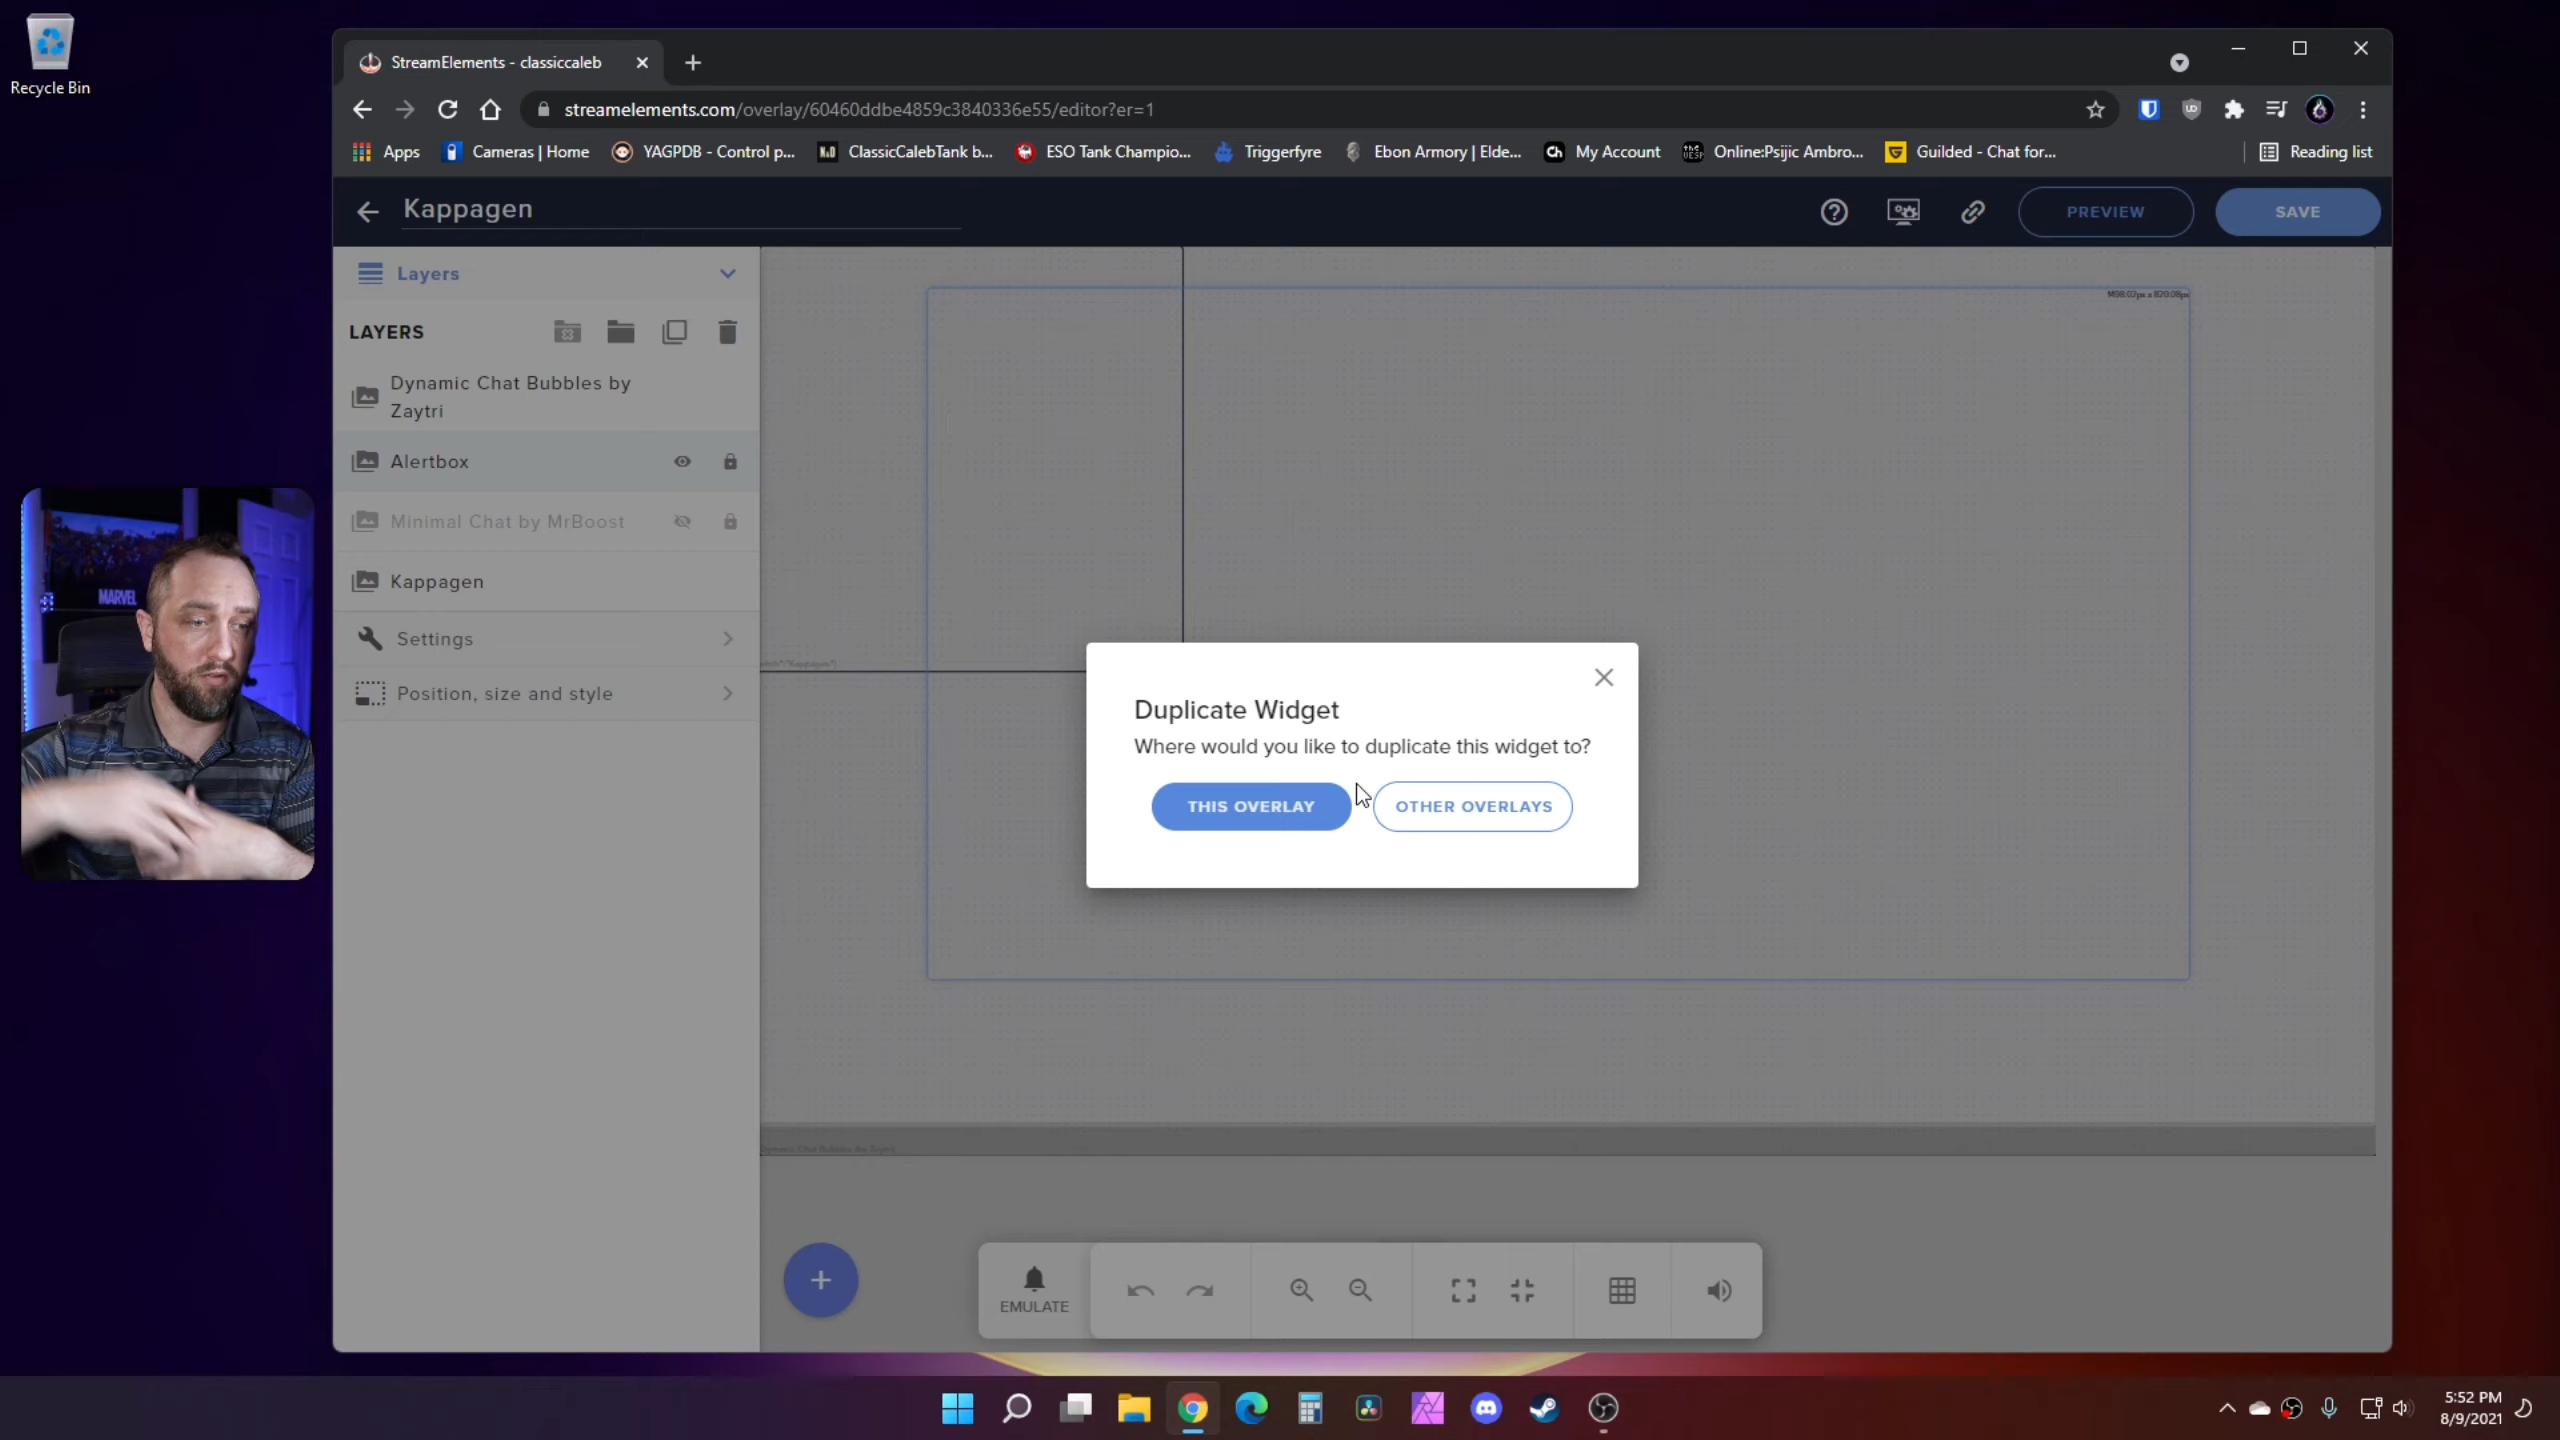 Recycle Bin
StreamElements - classiccaleb
streamelements.com/overlay/60460ddbe4859c3840336e55/editor?er=1
Apps
Cameras | Home
YAGPDB - Control p...
ClassicCalebTank b...
ESO Tank Champio...
Triggerfyre
Ebon Armory | Elde...
My Account
Online:Psijic Ambro...
Guilded - Chat for...
Reading list
Kappagen
PREVIEW
SAVE
Layers
LAYERS
Dynamic Chat Bubbles by
Zaytri
Alertbox
Minimal Chat by MrBoost
Kappagen
Settings
Position, size and style
MARVEL
Duplicate Widget
Where would you like to duplicate this widget to?
THIS OVERLAY
OTHER OVERLAYS
EMULATE
5:52 PM
8/9/2021